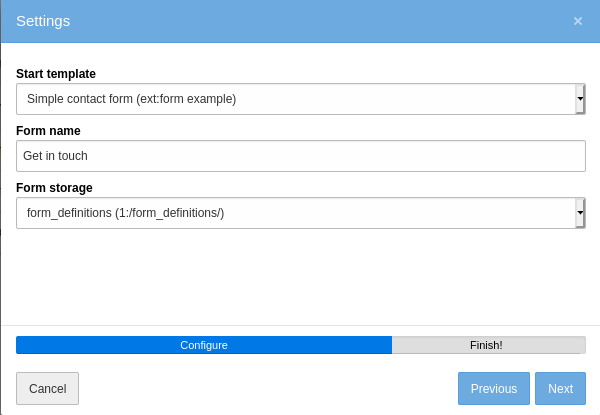 Settings
×
Start template
Simple contact form (ext:form example)
Form name
Get in touch
Form storage
form_definitions (1:/form_definitions/)
Configure Finish!
Cancel Previous Next